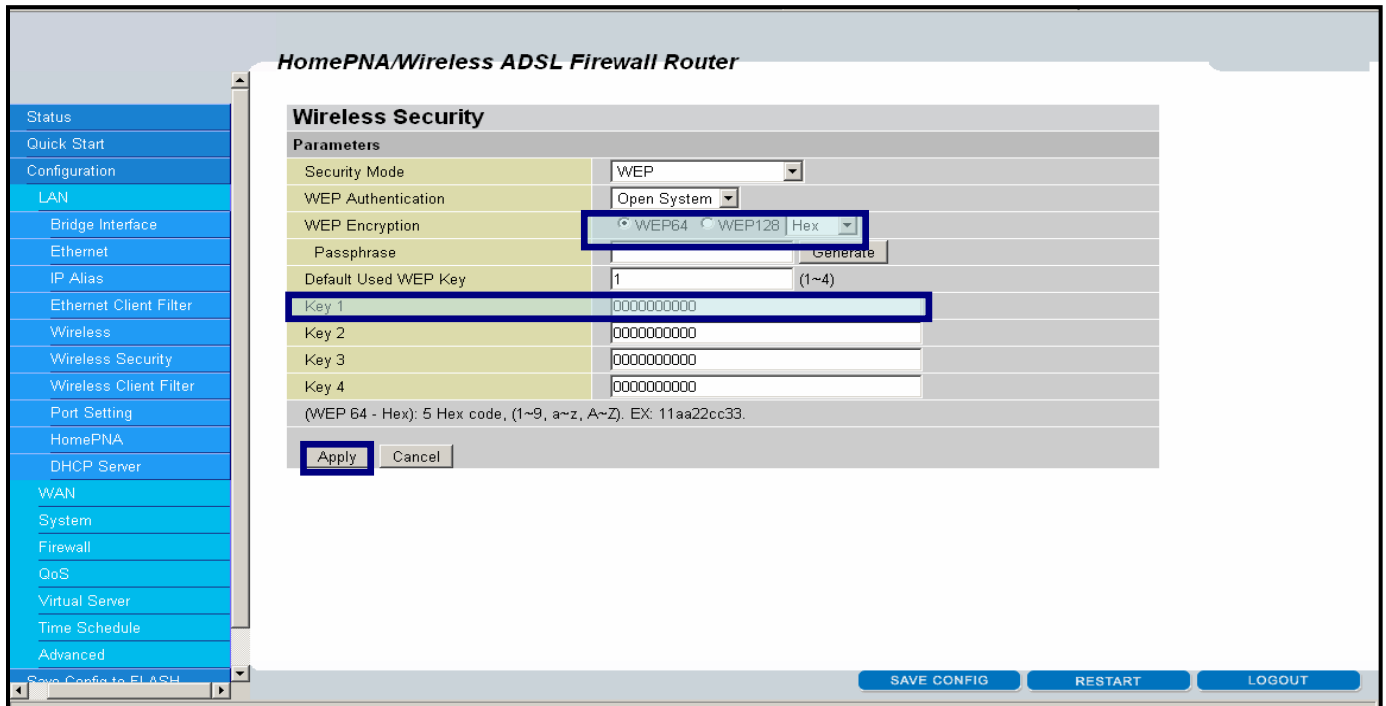 HomePNA/Wireless ADSL Firewall Router
Status
Quick Start
Configuration
LAN
Bridge Interface
Ethernet
IP Alias
Ethernet Client Filter
Wireless
Wireless Security
Wireless Client Filter
Port Setting
HomePNA
DHCP Server
WAN
System
Firewall
QoS
Virtual Server
Time Schedule
Advanced
Save Config to FLASH
Wireless Security
Parameters
Security Mode WEP
WEP Authentication Open System
WEP Encryption WEP64 WEP128 Hex
Passphrase Generate
Default Used WEP Key 1 (1~4)
Key 1 0000000000
Key 2 0000000000
Key 3 0000000000
Key 4 0000000000
(WEP 64 - Hex): 5 Hex code, (1~9, a~z, A~Z). EX: 11aa22cc33.
Apply Cancel
SAVE CONFIG RESTART LOGOUT